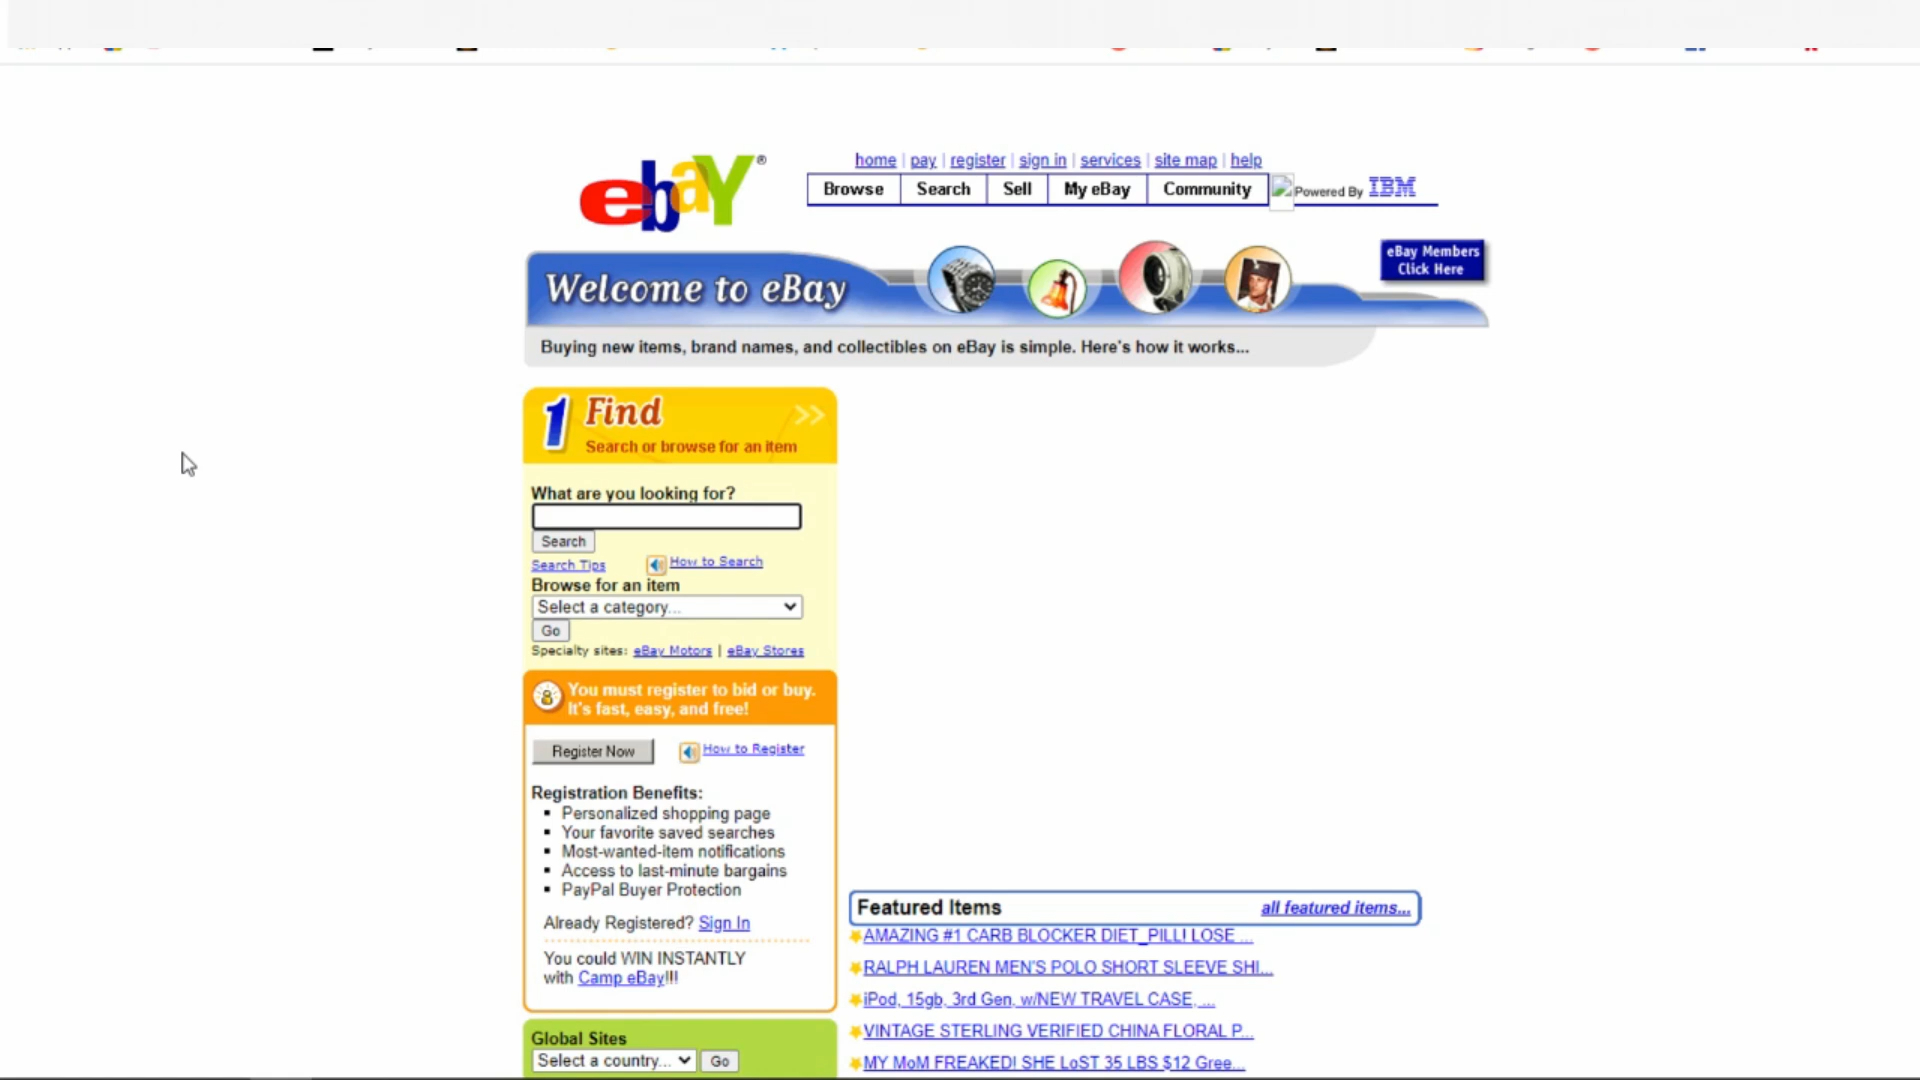 ebay®
home | pay | register | sign in | services | site map | help
Browse Search Sell My eBay Community Powered By IBM
eBay Members
Click Here
Welcome to eBay
Buying new items, brand names, and collectibles on eBay is simple. Here's how it works...
1 Find >>
Search or browse for an item
What are you looking for?
Search
Search Tips How to Search
Browse for an item
Select a category...
Go
Specialty sites: eBay Motors | eBay Stores
You must register to bid or buy.
It's fast, easy, and free!
Register Now How to Register
Registration Benefits:
Personalized shopping page
Your favorite saved searches
Most-wanted-item notifications
Access to last-minute bargains
PayPal Buyer Protection
Already Registered? Sign In
You could WIN INSTANTLY
with Camp eBay!!!
Global Sites
Select a country... Go
Featured Items all featured items...
AMAZING #1 CARB BLOCKER DIET_PILL! LOSE ...
RALPH LAUREN MEN'S POLO SHORT SLEEVE SHI...
iPod, 15gb, 3rd Gen, w/NEW TRAVEL CASE, ...
VINTAGE STERLING VERIFIED CHINA FLORAL P...
MY MoM FREAKED! SHE LoST 35 LBS $12 Gree...